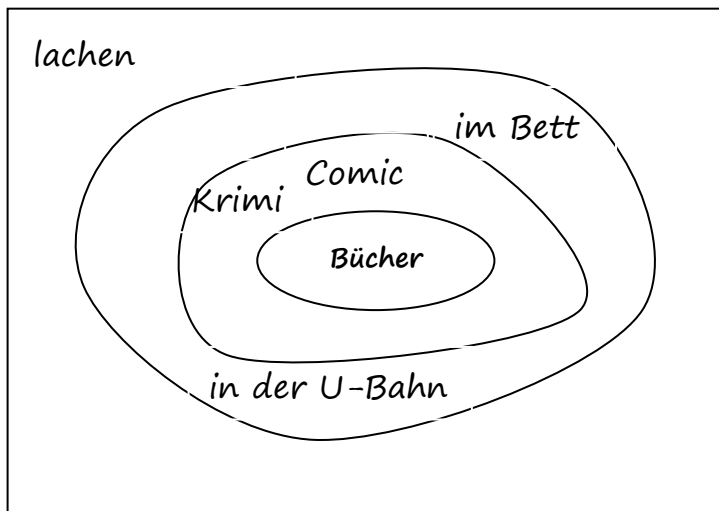 lachen
im Bett
Comic
Krimi
Bücher
in der U-Bahn